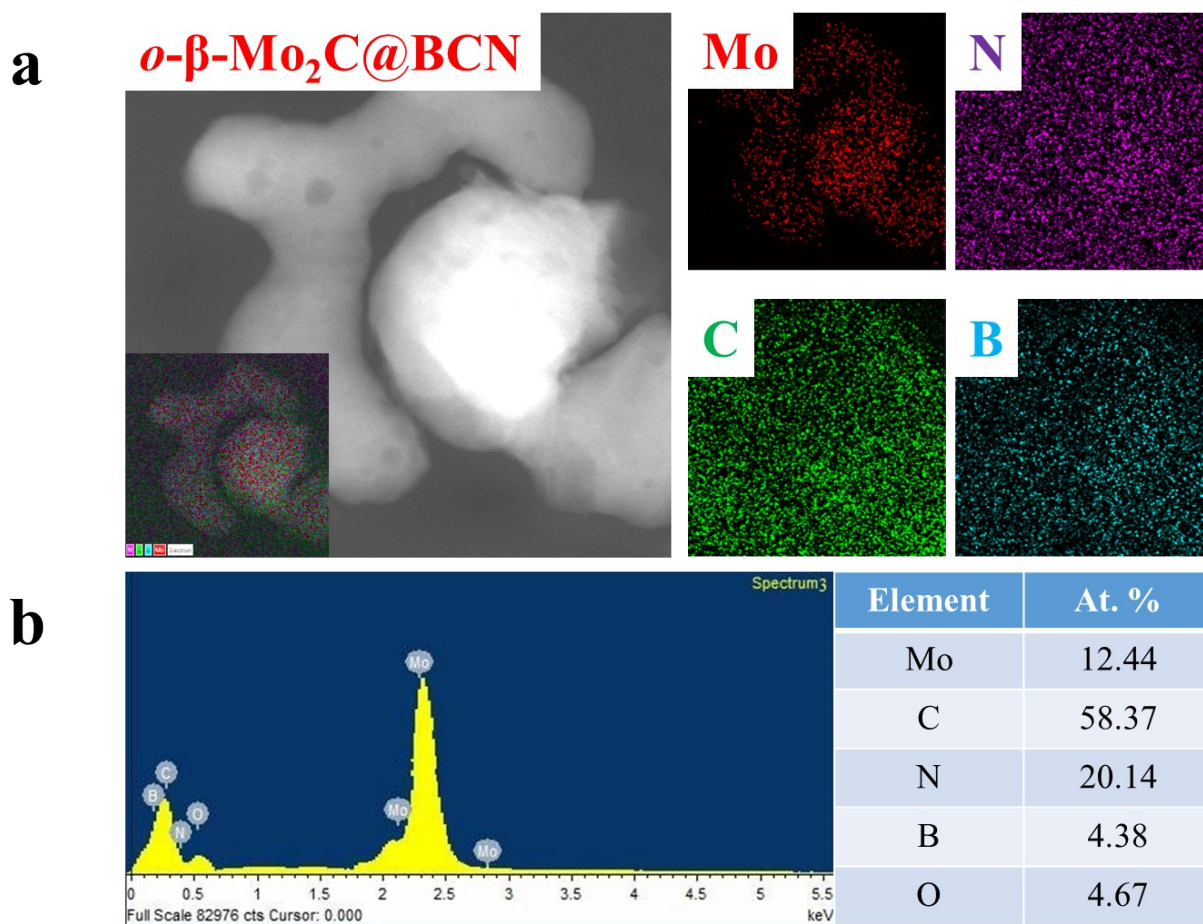 a
o-β-Mo₂C@BCN
Mo
N
C
B
Mo Electron
b
Spectrum3
Mo
C
B
O
N
Mo
Mo
0 0.5 1 1.5 2 2.5 3 3.5 4 4.5 5 5.5
Full Scale 82976 cts Cursor: 0.000 keV
Element At. %
Mo 12.44
C 58.37
N 20.14
B 4.38
O 4.67